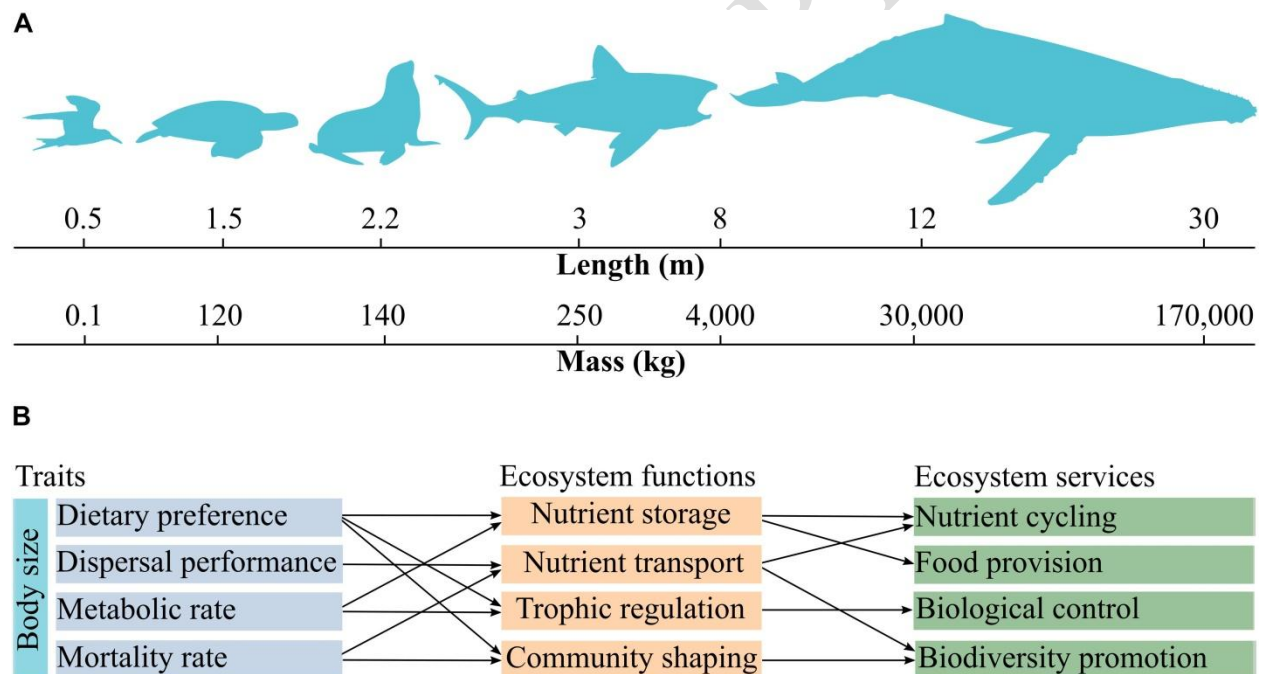 A
0.5 1.5 2.2 3 8 12 30
Length (m)
0.1 120 140 250 4,000 30,000 170,000
Mass (kg)
B
Traits Ecosystem functions Ecosystem services
Body size
Dietary preference Nutrient storage Nutrient cycling
Dispersal performance Nutrient transport Food provision
Metabolic rate Trophic regulation Biological control
Mortality rate Community shaping Biodiversity promotion